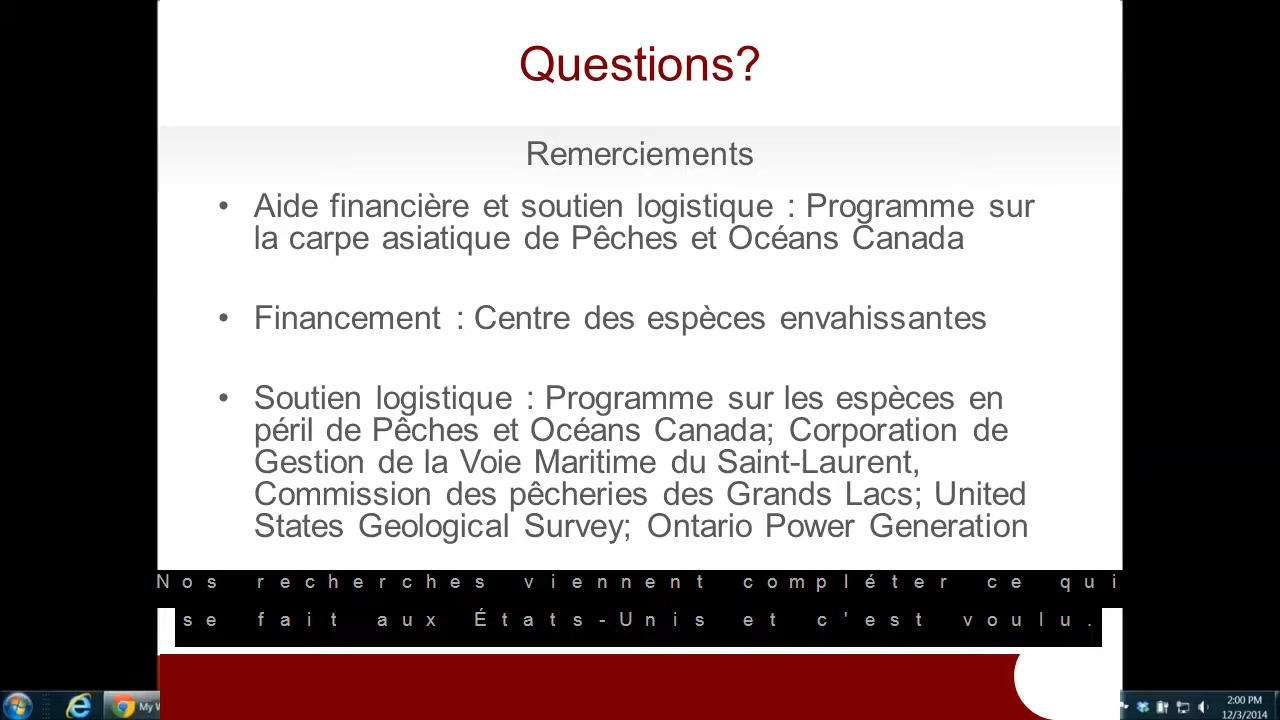 Questions?
Remerciements
• Aide financière et soutien logistique : Programme sur
la carpe asiatique de Pêches et Océans Canada
• Financement : Centre des espèces envahissantes
• Soutien logistique : Programme sur les espèces en
péril de Pêches et Océans Canada; Corporation de
Gestion de la Voie Maritime du Saint-Laurent,
Commission des pêcheries des Grands Lacs; United
States Geological Survey; Ontario Power Generation
Nos recherches viennent compléter ce qui
se fait aux États-Unis et c'est voulu.
My
2:00 PM
12/3/2014